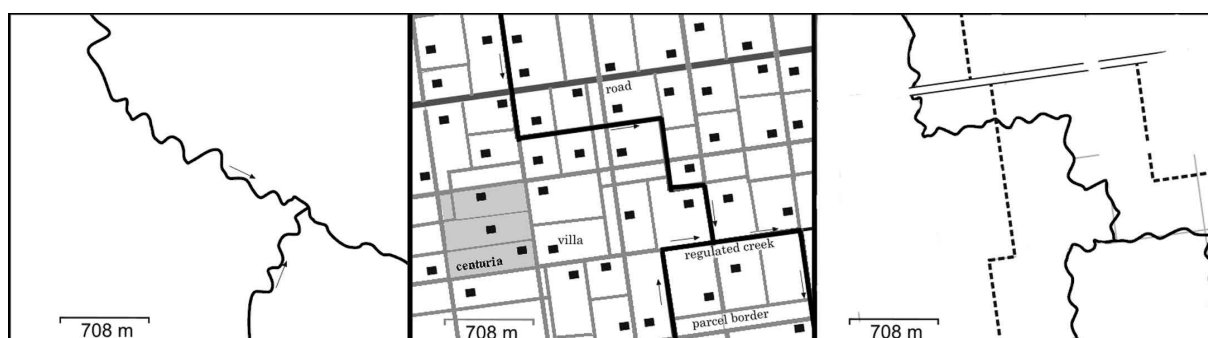 708 m
road
villa
centuria
regulated creek
parcel border
708 m
708 m